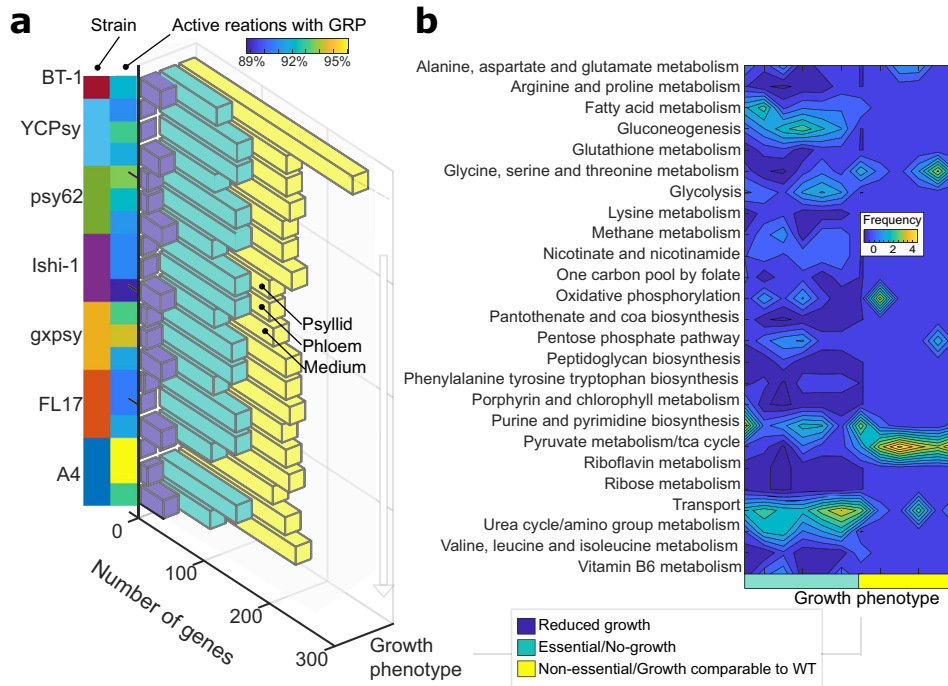 a
Strain
Active reations with GRP
89%
92%
95%
BT-1
YCPsy
psy62
Ishi-1
gxpsy
FL17
A4
Psyllid
Phloem
Medium
0
100
200
300
Number of genes
Growth
phenotype
b
Alanine, aspartate and glutamate metabolism
Arginine and proline metabolism
Fatty acid metabolism
Gluconeogenesis
Glutathione metabolism
Glycine, serine and threonine metabolism
Glycolysis
Lysine metabolism
Methane metabolism
Nicotinate and nicotinamide
One carbon pool by folate
Oxidative phosphorylation
Pantothenate and coa biosynthesis
Pentose phosphate pathway
Peptidoglycan biosynthesis
Phenylalanine tyrosine tryptophan biosynthesis
Porphyrin and chlorophyll metabolism
Purine and pyrimidine biosynthesis
Pyruvate metabolism/tca cycle
Riboflavin metabolism
Ribose metabolism
Transport
Urea cycle/amino group metabolism
Valine, leucine and isoleucine metabolism
Vitamin B6 metabolism
Frequency
0 2 4
Growth phenotype
Reduced growth
Essential/No-growth
Non-essential/Growth comparable to WT